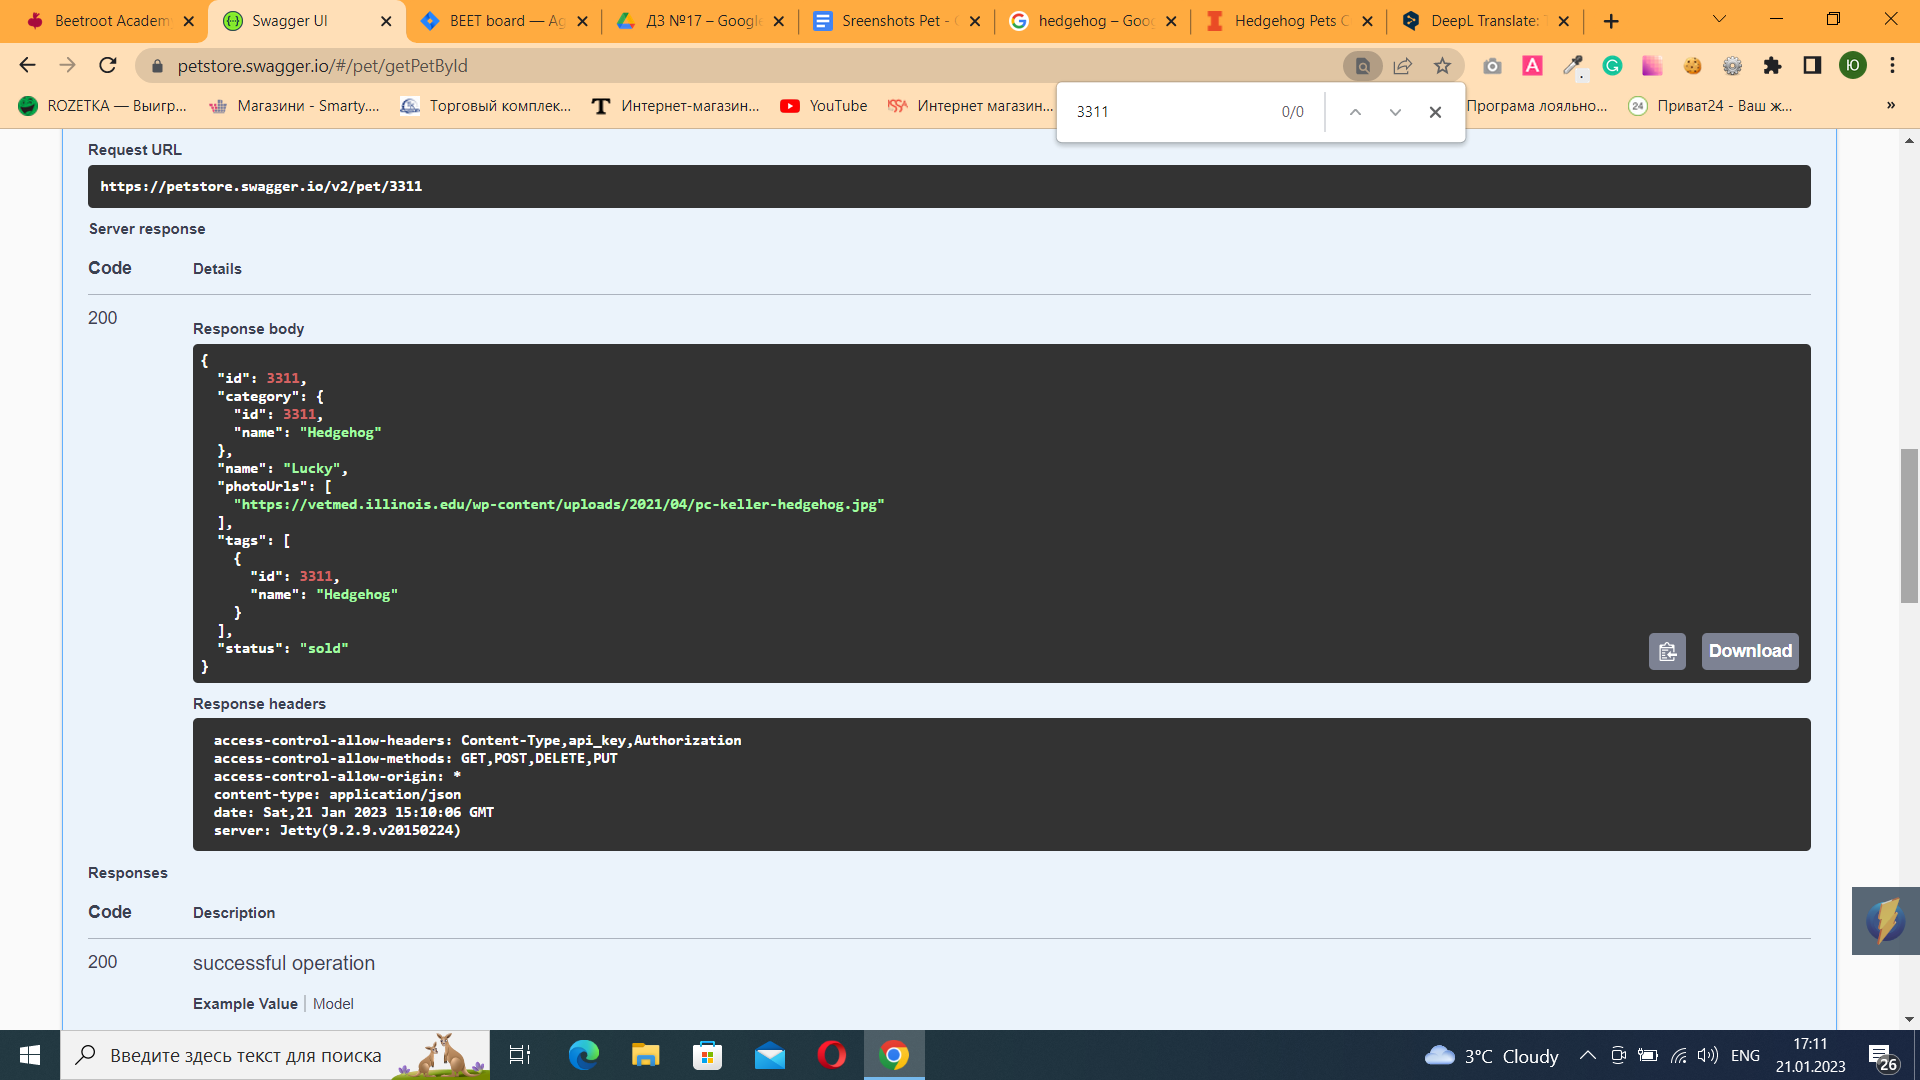 Beetroot Academy
Swagger UI
BEET board — Ag
ДЗ №17 – Google
Sreenshots Pet -
hedgehog – Goog
Hedgehog Pets C
DeepL Translate:
petstore.swagger.io/#/pet/getPetById
Ю
ROZETKA — Выигр...
Магазини - Smarty....
Торговый комплек...
Интернет-магазин...
YouTube
Интернет магазин...
Програма лояльно...
24
Приват24 - Ваш ж...
»
3311
0/0
Request URL
https://petstore.swagger.io/v2/pet/3311
Server response
Code
Details
200
Response body
{
"id": 3311,
"category": {
"id": 3311,
"name": "Hedgehog"
},
"name": "Lucky",
"photoUrls": [
"https://vetmed.illinois.edu/wp-content/uploads/2021/04/pc-keller-hedgehog.jpg"
],
"tags": [
{
"id": 3311,
"name": "Hedgehog"
}
],
"status": "sold"
}
Download
Response headers
access-control-allow-headers: Content-Type,api_key,Authorization
access-control-allow-methods: GET,POST,DELETE,PUT
access-control-allow-origin: *
content-type: application/json
date: Sat,21 Jan 2023 15:10:06 GMT
server: Jetty(9.2.9.v20150224)
Responses
Code
Description
200
successful operation
Example Value
Model
Введите здесь текст для поиска
3°C Cloudy
ENG
17:11
21.01.2023
26